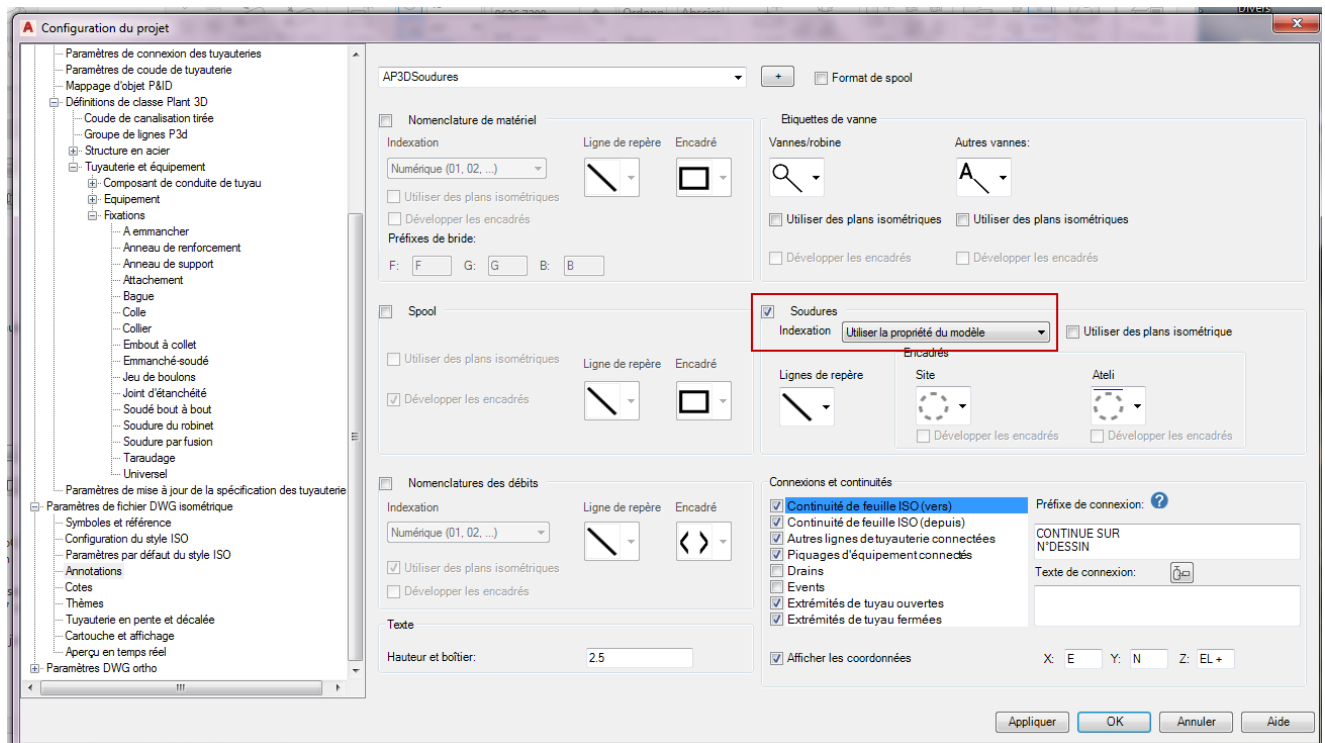 Configuration du projet
Paramètres de connexion des tuyauteries
Paramètres de coude de tuyauterie
Mappage d'objet P&ID
Définitions de classe Plant 3D
Coude de canalisation tirée
Groupe de lignes P3d
Structure en acier
Tuyauterie et équipement
Composant de conduite de tuyau
Equipement
Fixations
A emmancher
Anneau de renforcement
Anneau de support
Attachement
Bague
Colle
Collier
Embout à collet
Emmanché-soudé
Jeu de boulons
Joint d'étanchéité
Soudé bout à bout
Soudure du robinet
Soudure par fusion
Taraudage
Universel
Paramètres de mise à jour de la spécification des tuyauterie
Paramètres de fichier DWG isométrique
Symboles et référence
Configuration du style ISO
Paramètres par défaut du style ISO
Annotations
Cotes
Thèmes
Tuyauterie en pente et décalée
Cartouche et affichage
Aperçu en temps réel
Paramètres DWG ortho
AP3DSoudures
+
Format de spool
Nomenclature de matériel
Indexation
Ligne de repère
Encadré
Numérique (01, 02, ...)
Utiliser des plans isométriques
Développer les encadrés
Préfixes de bride:
F: F G: G B: B
Etiquettes de vanne
Vannes/robine
Autres vannes:
A
Utiliser des plans isométriques
Utiliser des plans isométriques
Développer les encadrés
Développer les encadrés
Spool
Utiliser des plans isométriques
Ligne de repère
Encadré
Développer les encadrés
Soudures
Indexation
Utiliser la propriété du modèle
Utiliser des plans isométrique
Encadrés
Lignes de repère
Site
Ateli
Développer les encadrés
Développer les encadrés
Nomenclatures des débits
Indexation
Ligne de repère
Encadré
Numérique (01, 02, ...)
Utiliser des plans isométriques
Développer les encadrés
Texte
Hauteur et boîtier:
2.5
Connexions et continuités
Continuité de feuille ISO (vers)
Continuité de feuille ISO (depuis)
Autres lignes de tuyauterie connectées
Piquages d'équipement connectés
Drains
Events
Extrémités de tuyau ouvertes
Extrémités de tuyau fermées
Préfixe de connexion:
CONTINUE SUR
N°DESSIN
Texte de connexion:
Afficher les coordonnées
X: E Y: N Z: EL +
Appliquer
OK
Annuler
Aide